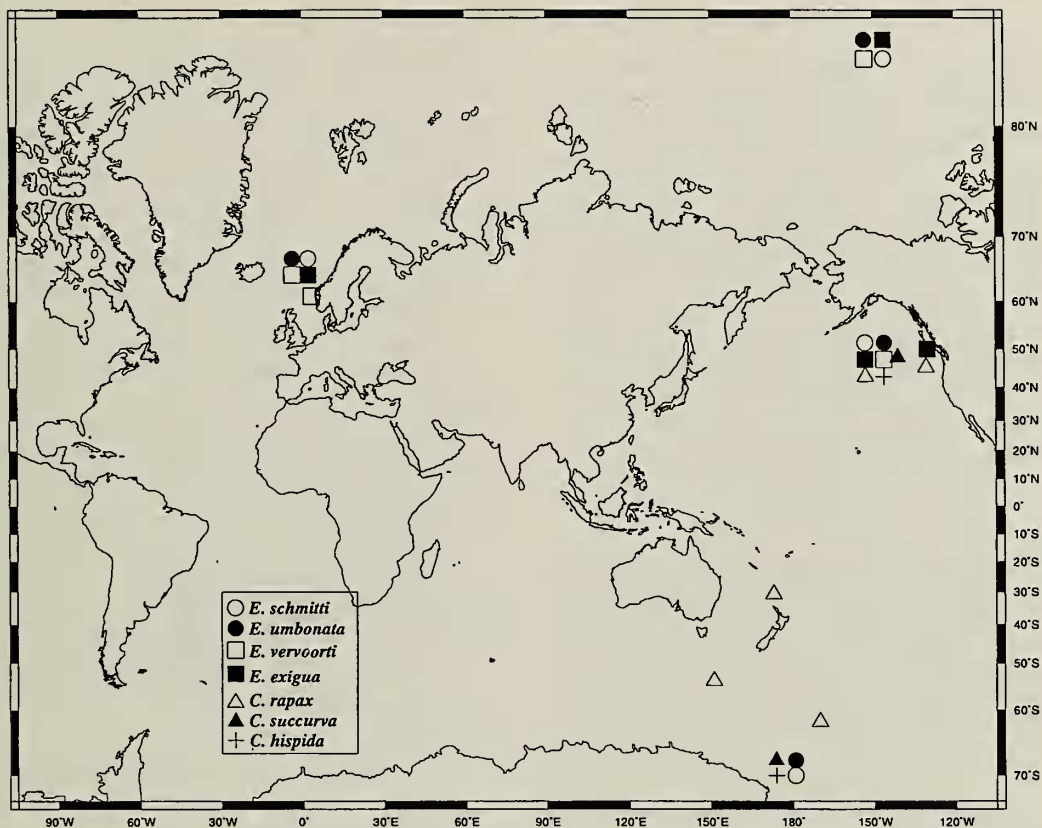 80°N
70°N
60°N
50°N
40°N
30°N
20°N
10°N
0°
10°S
20°S
30°S
40°S
50°S
60°S
70°S
E. schmitti
E. umbonata
E. vervoorti
E. exigua
C. rapax
C. succurva
C. hispida
90°W 60°W 30°W 0° 30°E 60°E 90°E 120°E 150°E 180° 150°W 120°W